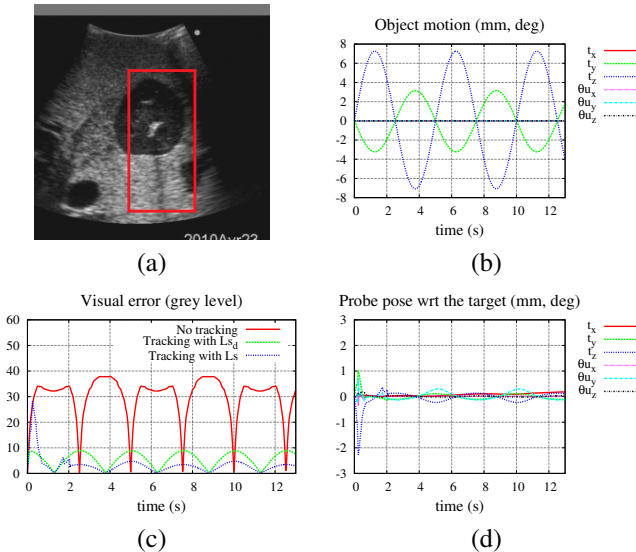 2010Avr23
(a)
Object motion (mm, deg)
8
6
4
2
0
-2
-4
-6
-8
0 2 4 6 8 10 12
time (s)
t_x
t_y
t_z
θu_x
θu_y
θu_z
(b)
Visual error (grey level)
60
50
40
30
20
10
0
0 2 4 6 8 10 12
time (s)
No tracking
Tracking with Ls_d
Tracking with Ls
(c)
Probe pose wrt the target (mm, deg)
3
2
1
0
-1
-2
-3
0 2 4 6 8 10 12
time (s)
t_x
t_y
t_z
θu_x
θu_y
θu_z
(d)